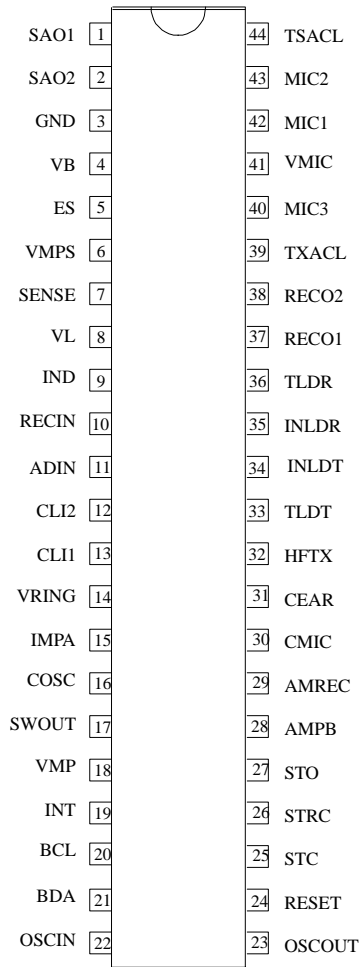 SAO1 1 44 TSACL
SAO2 2 43 MIC2
GND 3 42 MIC1
VB 4 41 VMIC
ES 5 40 MIC3
VMPS 6 39 TXACL
SENSE 7 38 RECO2
VL 8 37 RECO1
IND 9 36 TLDR
RECIN 10 35 INLDR
ADIN 11 34 INLDT
CLI2 12 33 TLDT
CLI1 13 32 HFTX
VRING 14 31 CEAR
IMPA 15 30 CMIC
COSC 16 29 AMREC
SWOUT 17 28 AMPB
VMP 18 27 STO
INT 19 26 STRC
BCL 20 25 STC
BDA 21 24 RESET
OSCIN 22 23 OSCOUT